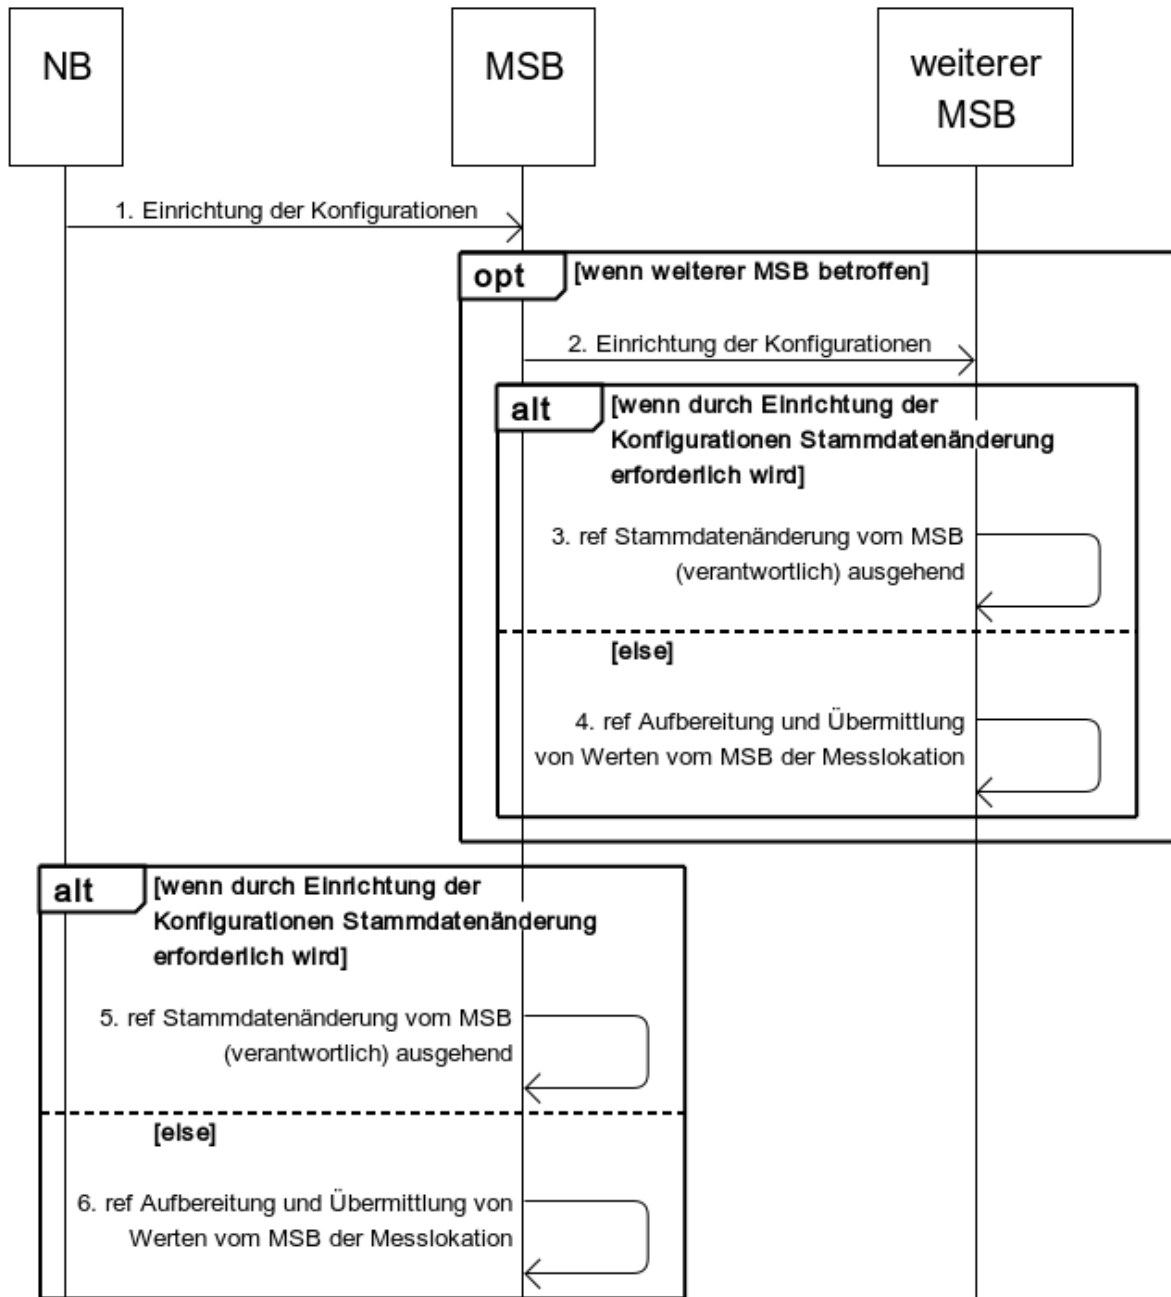 NB
MSB
weiterer
MSB
1. Einrichtung der Konfigurationen
opt
[wenn weiterer MSB betroffen]
2. Einrichtung der Konfigurationen
alt
[wenn durch Einrichtung der
Konfigurationen Stammdatenänderung
erforderlich wird]
3. ref Stammdatenänderung vom MSB
(verantwortlich) ausgehend
[else]
4. ref Aufbereitung und Übermittlung
von Werten vom MSB der Messlokation
alt
[wenn durch Einrichtung der
Konfigurationen Stammdatenänderung
erforderlich wird]
5. ref Stammdatenänderung vom MSB
(verantwortlich) ausgehend
[else]
6. ref Aufbereitung und Übermittlung von
Werten vom MSB der Messlokation